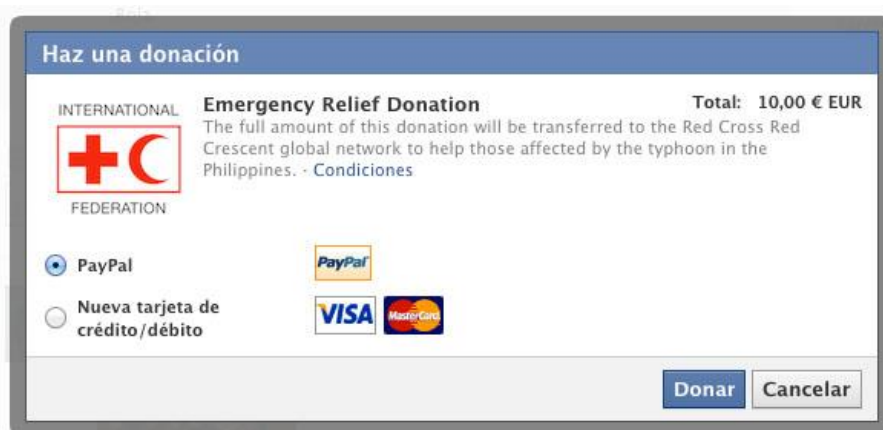 Haz una donación
INTERNATIONAL
FEDERATION
Emergency Relief Donation
Total: 10,00 € EUR
The full amount of this donation will be transferred to the Red Cross Red
Crescent global network to help those affected by the typhoon in the
Philippines. · Condiciones
PayPal
PayPal
Nueva tarjeta de
crédito/débito
VISA
MasterCard
Donar
Cancelar